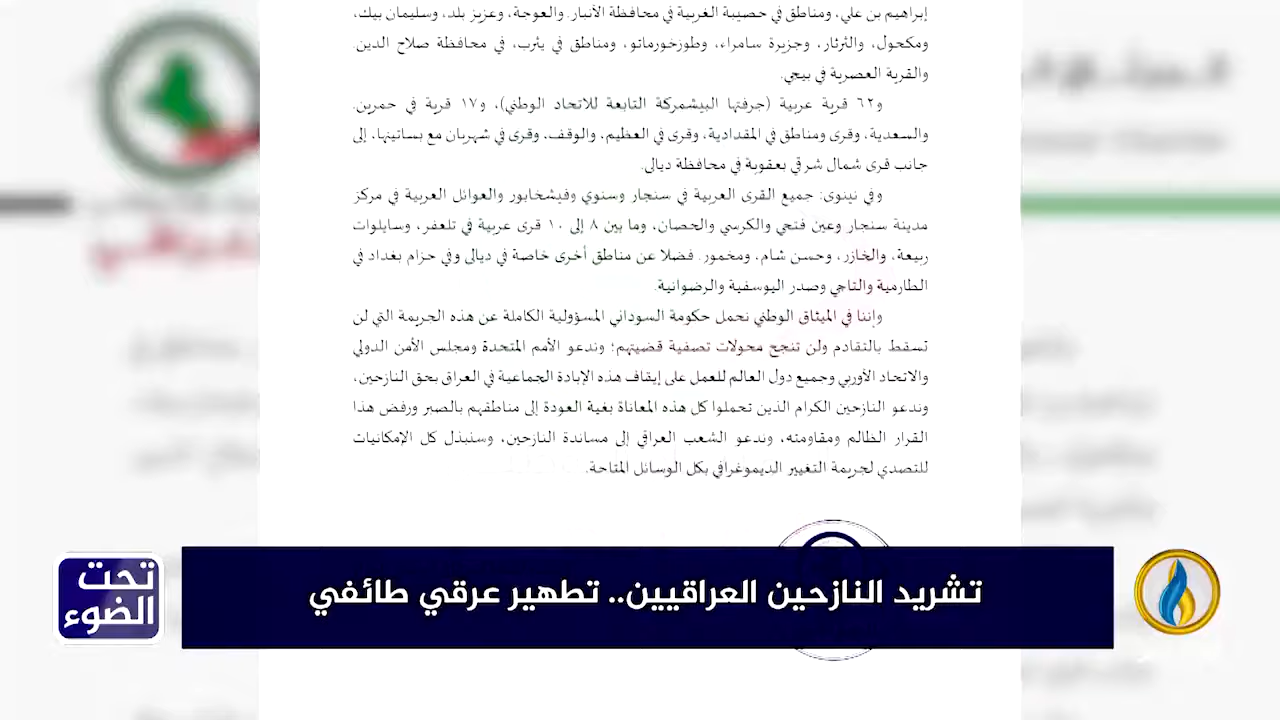 إبراهيم بن علي، ومناطق في حصيبة الغربية في محافظة الأنبار. والعوجة، وعزيز بلد، وسليمان بيك،
ومكحول، والثرثار، وجزيرة سامراء، وطوزخورماتو، ومناطق في يثرب، في محافظة صلاح الدين.
والقرية العصرية في بيجي.
و٦٢ قرية عربية (جرفتها البيشمركة التابعة للاتحاد الوطني)، و١٧ قرية في حمرين.
والسعدية، وقرى ومناطق في المقدادية، وقرى في العظيم، والوقف، وقرى في شهربان مع بساتينها، إلى
جانب قرى شمال شرقي بعقوبة في محافظة ديالى.
وفي نينوى: جميع القرى العربية في سنجار وسنوي وفيشخابور والعوائل العربية في مركز
مدينة سنجار وعين فتحي والكرسي والحصان، وما بين ٨ إلى ١٠ قرى عربية في تلعفر، وسايلوات
ربيعة، والخازر، وحسن شام، ومخمور. فضلا عن مناطق أخرى خاصة في ديالى وفي حزام بغداد في
الطارمية والتاجي وصدر اليوسفية والرضوانية.
وإننا في الميثاق الوطني نحمل حكومة السوداني المسؤولية الكاملة عن هذه الجريمة التي لن
تسقط بالتقادم ولن تنجح محولات تصفية قضيتهم؛ وندعو الأمم المتحدة ومجلس الأمن الدولي
والاتحاد الأوربي وجميع دول العالم للعمل على إيقاف هذه الإبادة الجماعية في العراق بحق النازحين،
وندعو النازحين الكرام الذين تحملوا كل هذه المعاناة بغية العودة إلى مناطقهم بالصبر ورفض هذا
القرار الظالم ومقاومته، وندعو الشعب العراقي إلى مساندة النازحين، وسنبذل كل الإمكانيات
للتصدي لجريمة التغيير الديموغرافي بكل الوسائل المتاحة.
تشريد النازحين العراقيين.. تطهير عرقي طائفي
تحت
الضوء